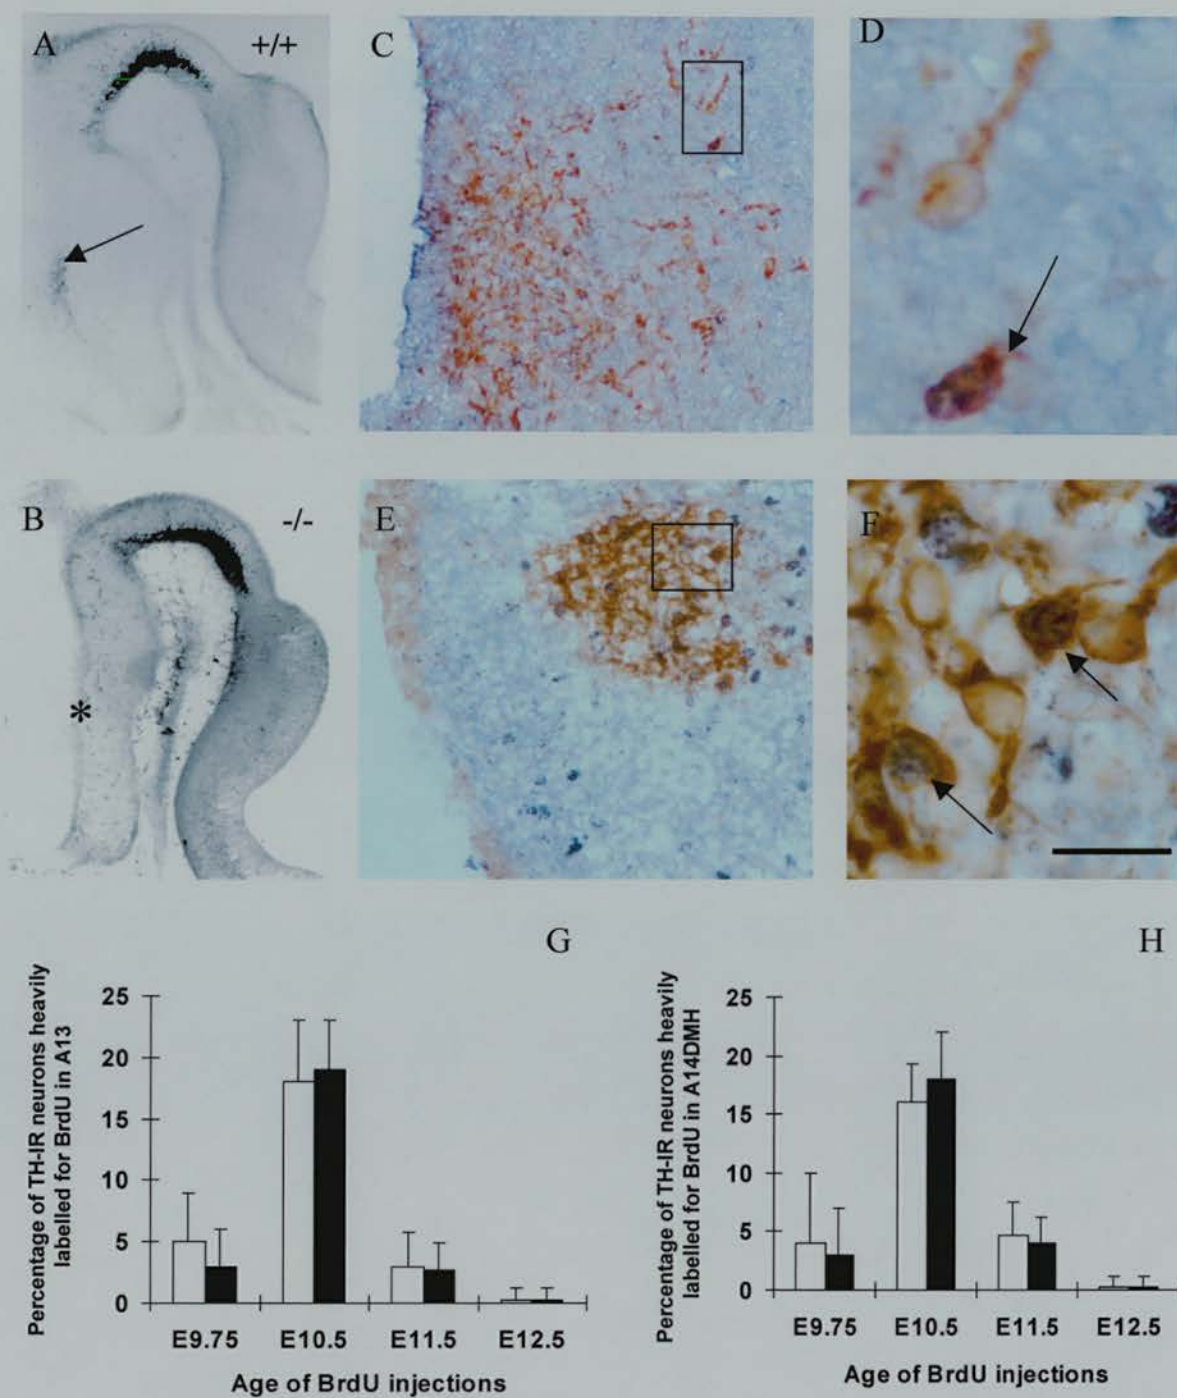 A
+/+
C
D
B
-/-
*
E
F
G
Percentage of TH-IR neurons heavily
labelled for BrdU in A13
25
20
15
10
5
0
E9.75
E10.5
E11.5
E12.5
Age of BrdU injections
H
Percentage of TH-IR neurons heavily
labelled for BrdU in A14DMH
25
20
15
10
5
0
E9.75
E10.5
E11.5
E12.5
Age of BrdU injections